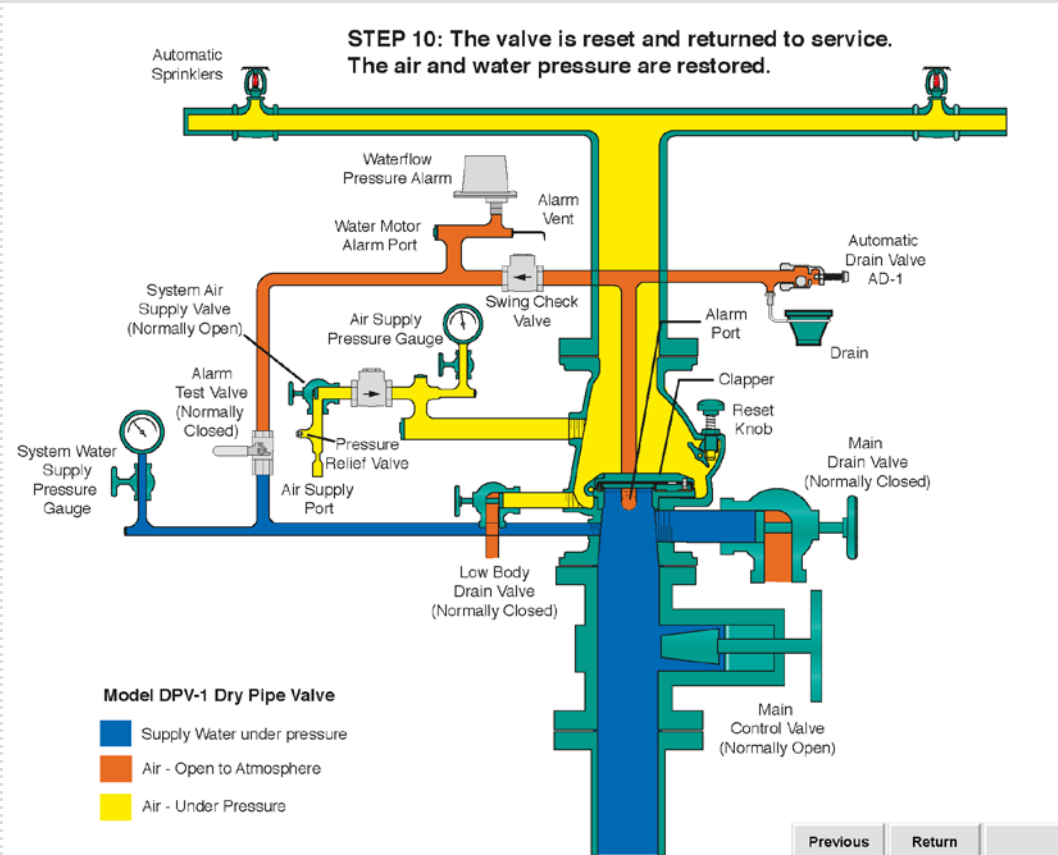 STEP 10: The valve is reset and returned to service.
The air and water pressure are restored.
Automatic
Sprinklers
Waterflow
Pressure Alarm
Alarm
Vent
Water Motor
Alarm Port
Automatic
Drain Valve
AD-1
System Air
Supply Valve
(Normally Open)
Swing Check
Valve
Air Supply
Pressure Gauge
Alarm
Port
Drain
Alarm
Test Valve
(Normally
Closed)
Clapper
Reset
Knob
System Water
Supply
Pressure
Gauge
Pressure
Relief Valve
Main
Drain Valve
(Normally Closed)
Air Supply
Port
Low Body
Drain Valve
(Normally Closed)
Main
Control Valve
(Normally Open)
Model DPV-1 Dry Pipe Valve
Supply Water under pressure
Air - Open to Atmosphere
Air - Under Pressure
Previous
Return